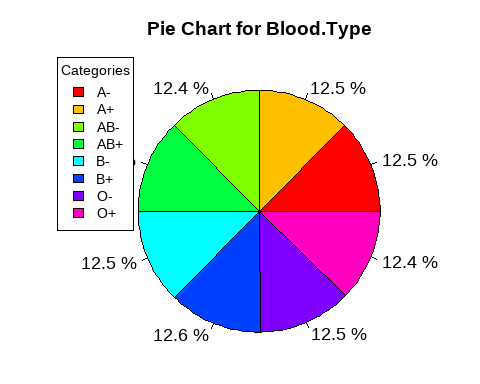 Pie Chart for Blood.Type
Categories
A-
A+
AB-
AB+
B-
B+
O-
O+
12.4 %
12.5 %
12.5 %
12.5 %
12.4 %
12.6 %
12.5 %